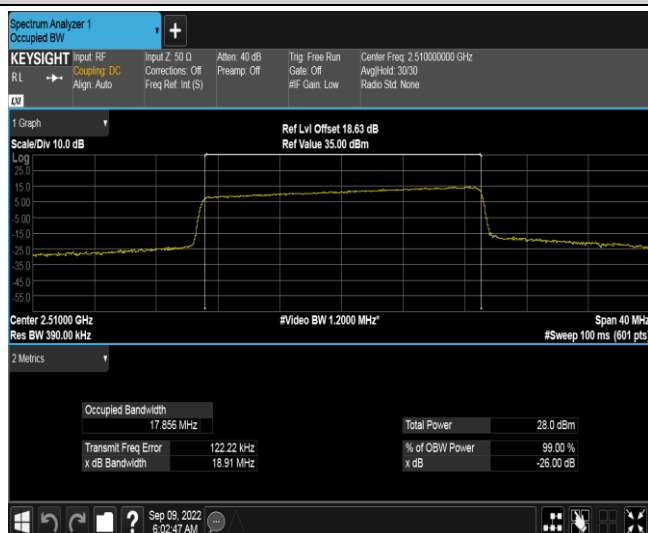 Spectrum Analyzer 1
Occupied BW
+
KEYSIGHT
RL
LXI
Input: RF
Coupling: DC
Align: Auto
Input Z: 50 Ω
Corrections: Off
Freq Ref: Int (S)
Atten: 40 dB
Preamp: Off
Trig: Free Run
Gate: Off
#IF Gain: Low
Center Freq: 2.510000000 GHz
Avg|Hold: 30/30
Radio Std: None
1 Graph
Scale/Div 10.0 dB
Ref Lvl Offset 18.63 dB
Ref Value 35.00 dBm
Log
25.0
15.0
5.00
-5.00
-15.0
-25.0
-35.0
-45.0
-55.0
Center 2.51000 GHz
Res BW 390.00 kHz
#Video BW 1.2000 MHz*
Span 40 MHz
#Sweep 100 ms (601 pts)
2 Metrics
Occupied Bandwidth
17.856 MHz
Transmit Freq Error 122.22 kHz
x dB Bandwidth 18.91 MHz
Total Power 28.0 dBm
% of OBW Power 99.00 %
x dB -26.00 dB
?
Sep 09, 2022
6:02:47 AM